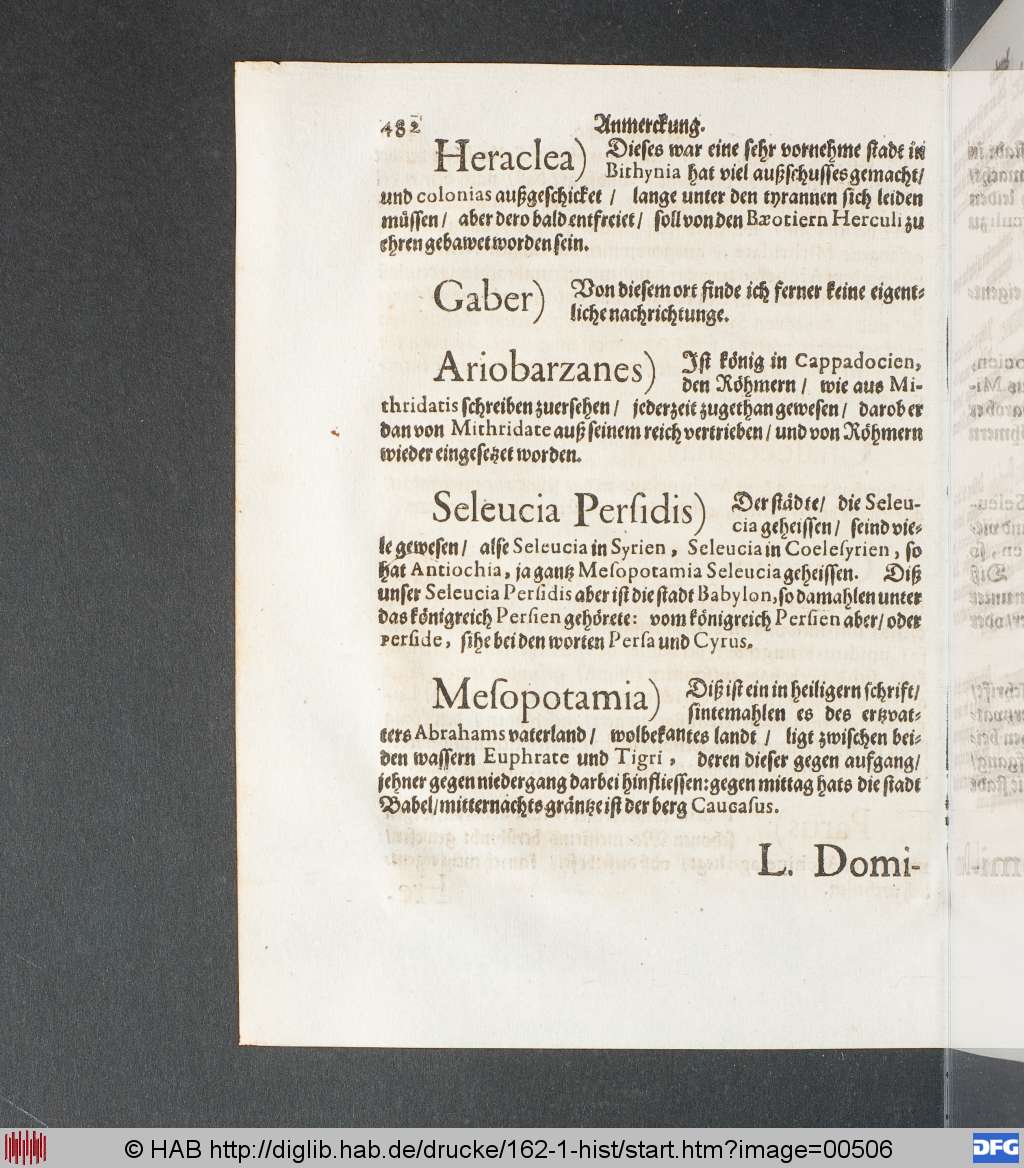 482 Anmerckung.
Heraclea) Dieses war eine sehr vornehme stadt in
Bithynia hat viel außschusses gemacht/
und colonias außgeschicket / lange unter den tyrannen sich leiden
müssen / aber dero bald entfreiet / soll von den Bæotiern Herculi zu
ehren gebawet worden sein.
Gaber) Von diesem ort finde ich ferner keine eigent-
liche nachrichtunge.
Ariobarzanes) Ist könig in Cappadocien,
den Röhmern / wie aus Mi-
thridatis schreiben zuersehen / jederzeit zugethan gewesen / darob er
dan von Mithridate auß seinem reich vertrieben / und von Röhmern
wieder eingesetzet worden.
Seleucia Perſidis) Der städte / die Seleu-
cia geheissen / seind vie-
le gewesen / alse Seleucia in Syrien, Seleucia in Coeleſyrien, so
hat Antiochia, ja gantz Meſopotamia Seleucia geheissen. Diß
unser Seleucia Perſidis aber ist die stadt Babylon, so damahlen unter
das königreich Perſien gehörete: vom königreich Perſien aber / oder
Perſide, sihe bei den worten Perſa und Cyrus.
Meſopotamia) Diß ist ein in heiligern schrift/
sintemahlen es des ertzvat-
ters Abrahams vaterland / wolbekantes landt / ligt zwischen bei-
den wassern Euphrate und Tigri, deren dieser gegen aufgang/
jehner gegen niedergang darbei hinfliessen: gegen mittag hats die stadt
Babel/ mitternachts gräntze ist der berg Caucaſus.
L. Domi-
© HAB http://diglib.hab.de/drucke/162-1-hist/start.htm?image=00506
DFG